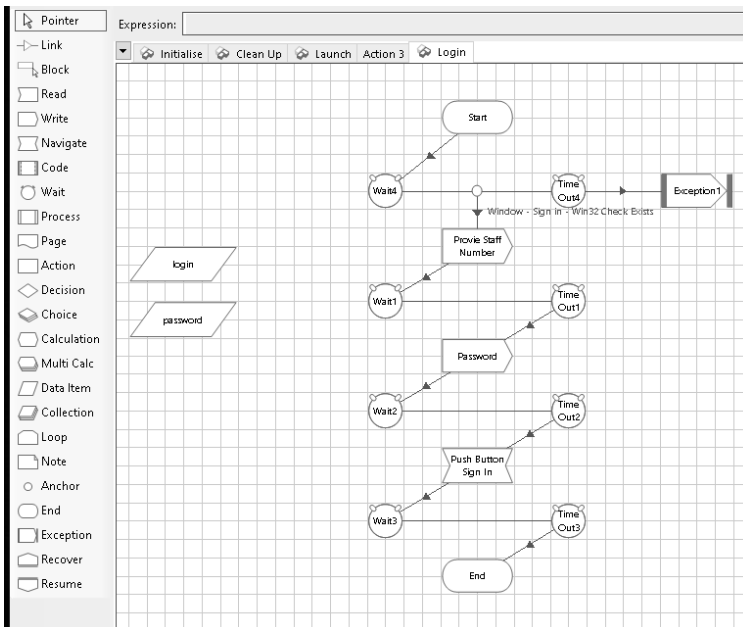 Pointer
Link
Block
Read
Write
Navigate
Code
Wait
Process
Page
Action
Decision
Choice
Calculation
Multi Calc
Data Item
Collection
Loop
Note
Anchor
End
Exception
Recover
Resume
Expression:
Initialise Clean Up Launch Action 3 Login
Start
Wait4
Time
Out4
Exception1
Window - Sign in - Win32 Check Exists
Provie Staff
Number
login
Wait1
Time
Out1
password
Password
Wait2
Time
Out2
Push Button
Sign In
Wait3
Time
Out3
End